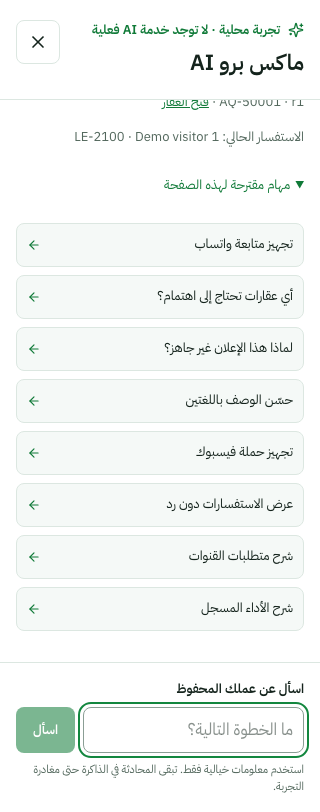 تجربة محلية · لا توجد خدمة AI فعلية
ماكس برو AI
AQ-50001 · r1 · فتح العقار
الاستفسار الحالي: LE-2100 · Demo visitor 1
▼ مهام مقترحة لهذه الصفحة
تجهيز متابعة واتساب
أي عقارات تحتاج إلى اهتمام؟
لماذا هذا الإعلان غير جاهز؟
حسّن الوصف باللغتين
تجهيز حملة فيسبوك
عرض الاستفسارات دون رد
شرح متطلبات القنوات
شرح الأداء المسجل
اسأل عن عملك المحفوظ
ما الخطوة التالية؟
اسأل
استخدم معلومات خيالية فقط. تبقى المحادثة في الذاكرة حتى مغادرة
التجربة.